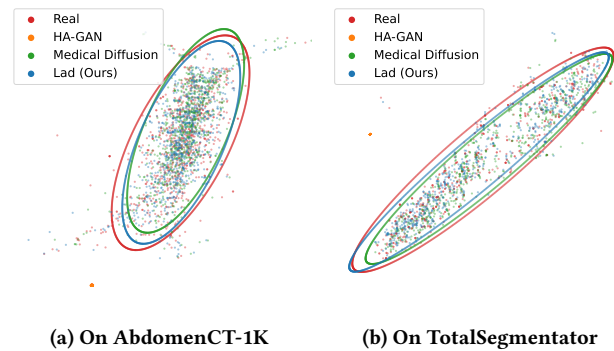 Real
HA-GAN
Medical Diffusion
Lad (Ours)
Real
HA-GAN
Medical Diffusion
Lad (Ours)
(a) On AbdomenCT-1K
(b) On TotalSegmentator